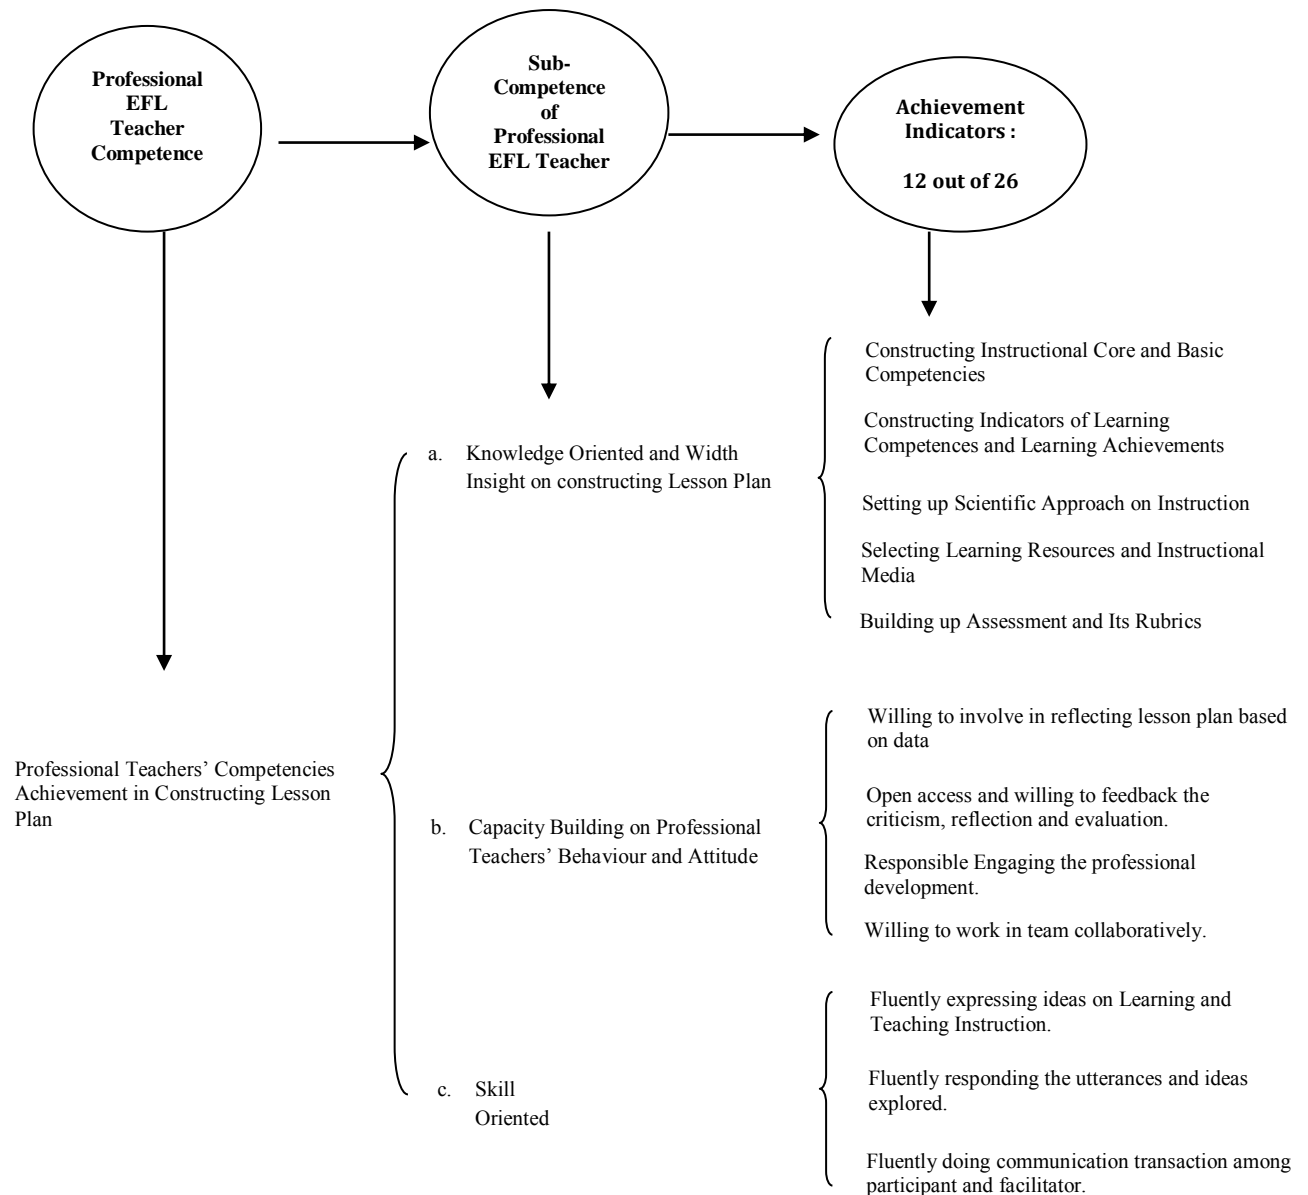 Professional
EFL
Teacher
Competence
Sub-
Competence
of
Professional
EFL Teacher
Achievement
Indicators :
12 out of 26
Professional Teachers’ Competencies
Achievement in Constructing Lesson
Plan
a. Knowledge Oriented and Width
Insight on constructing Lesson Plan
Constructing Instructional Core and Basic
Competencies
Constructing Indicators of Learning
Competences and Learning Achievements
Setting up Scientific Approach on Instruction
Selecting Learning Resources and Instructional
Media
Building up Assessment and Its Rubrics
b. Capacity Building on Professional
Teachers’ Behaviour and Attitude
Willing to involve in reflecting lesson plan based
on data
Open access and willing to feedback the
criticism, reflection and evaluation.
Responsible Engaging the professional
development.
Willing to work in team collaboratively.
c. Skill
Oriented
Fluently expressing ideas on Learning and
Teaching Instruction.
Fluently responding the utterances and ideas
explored.
Fluently doing communication transaction among
participant and facilitator.